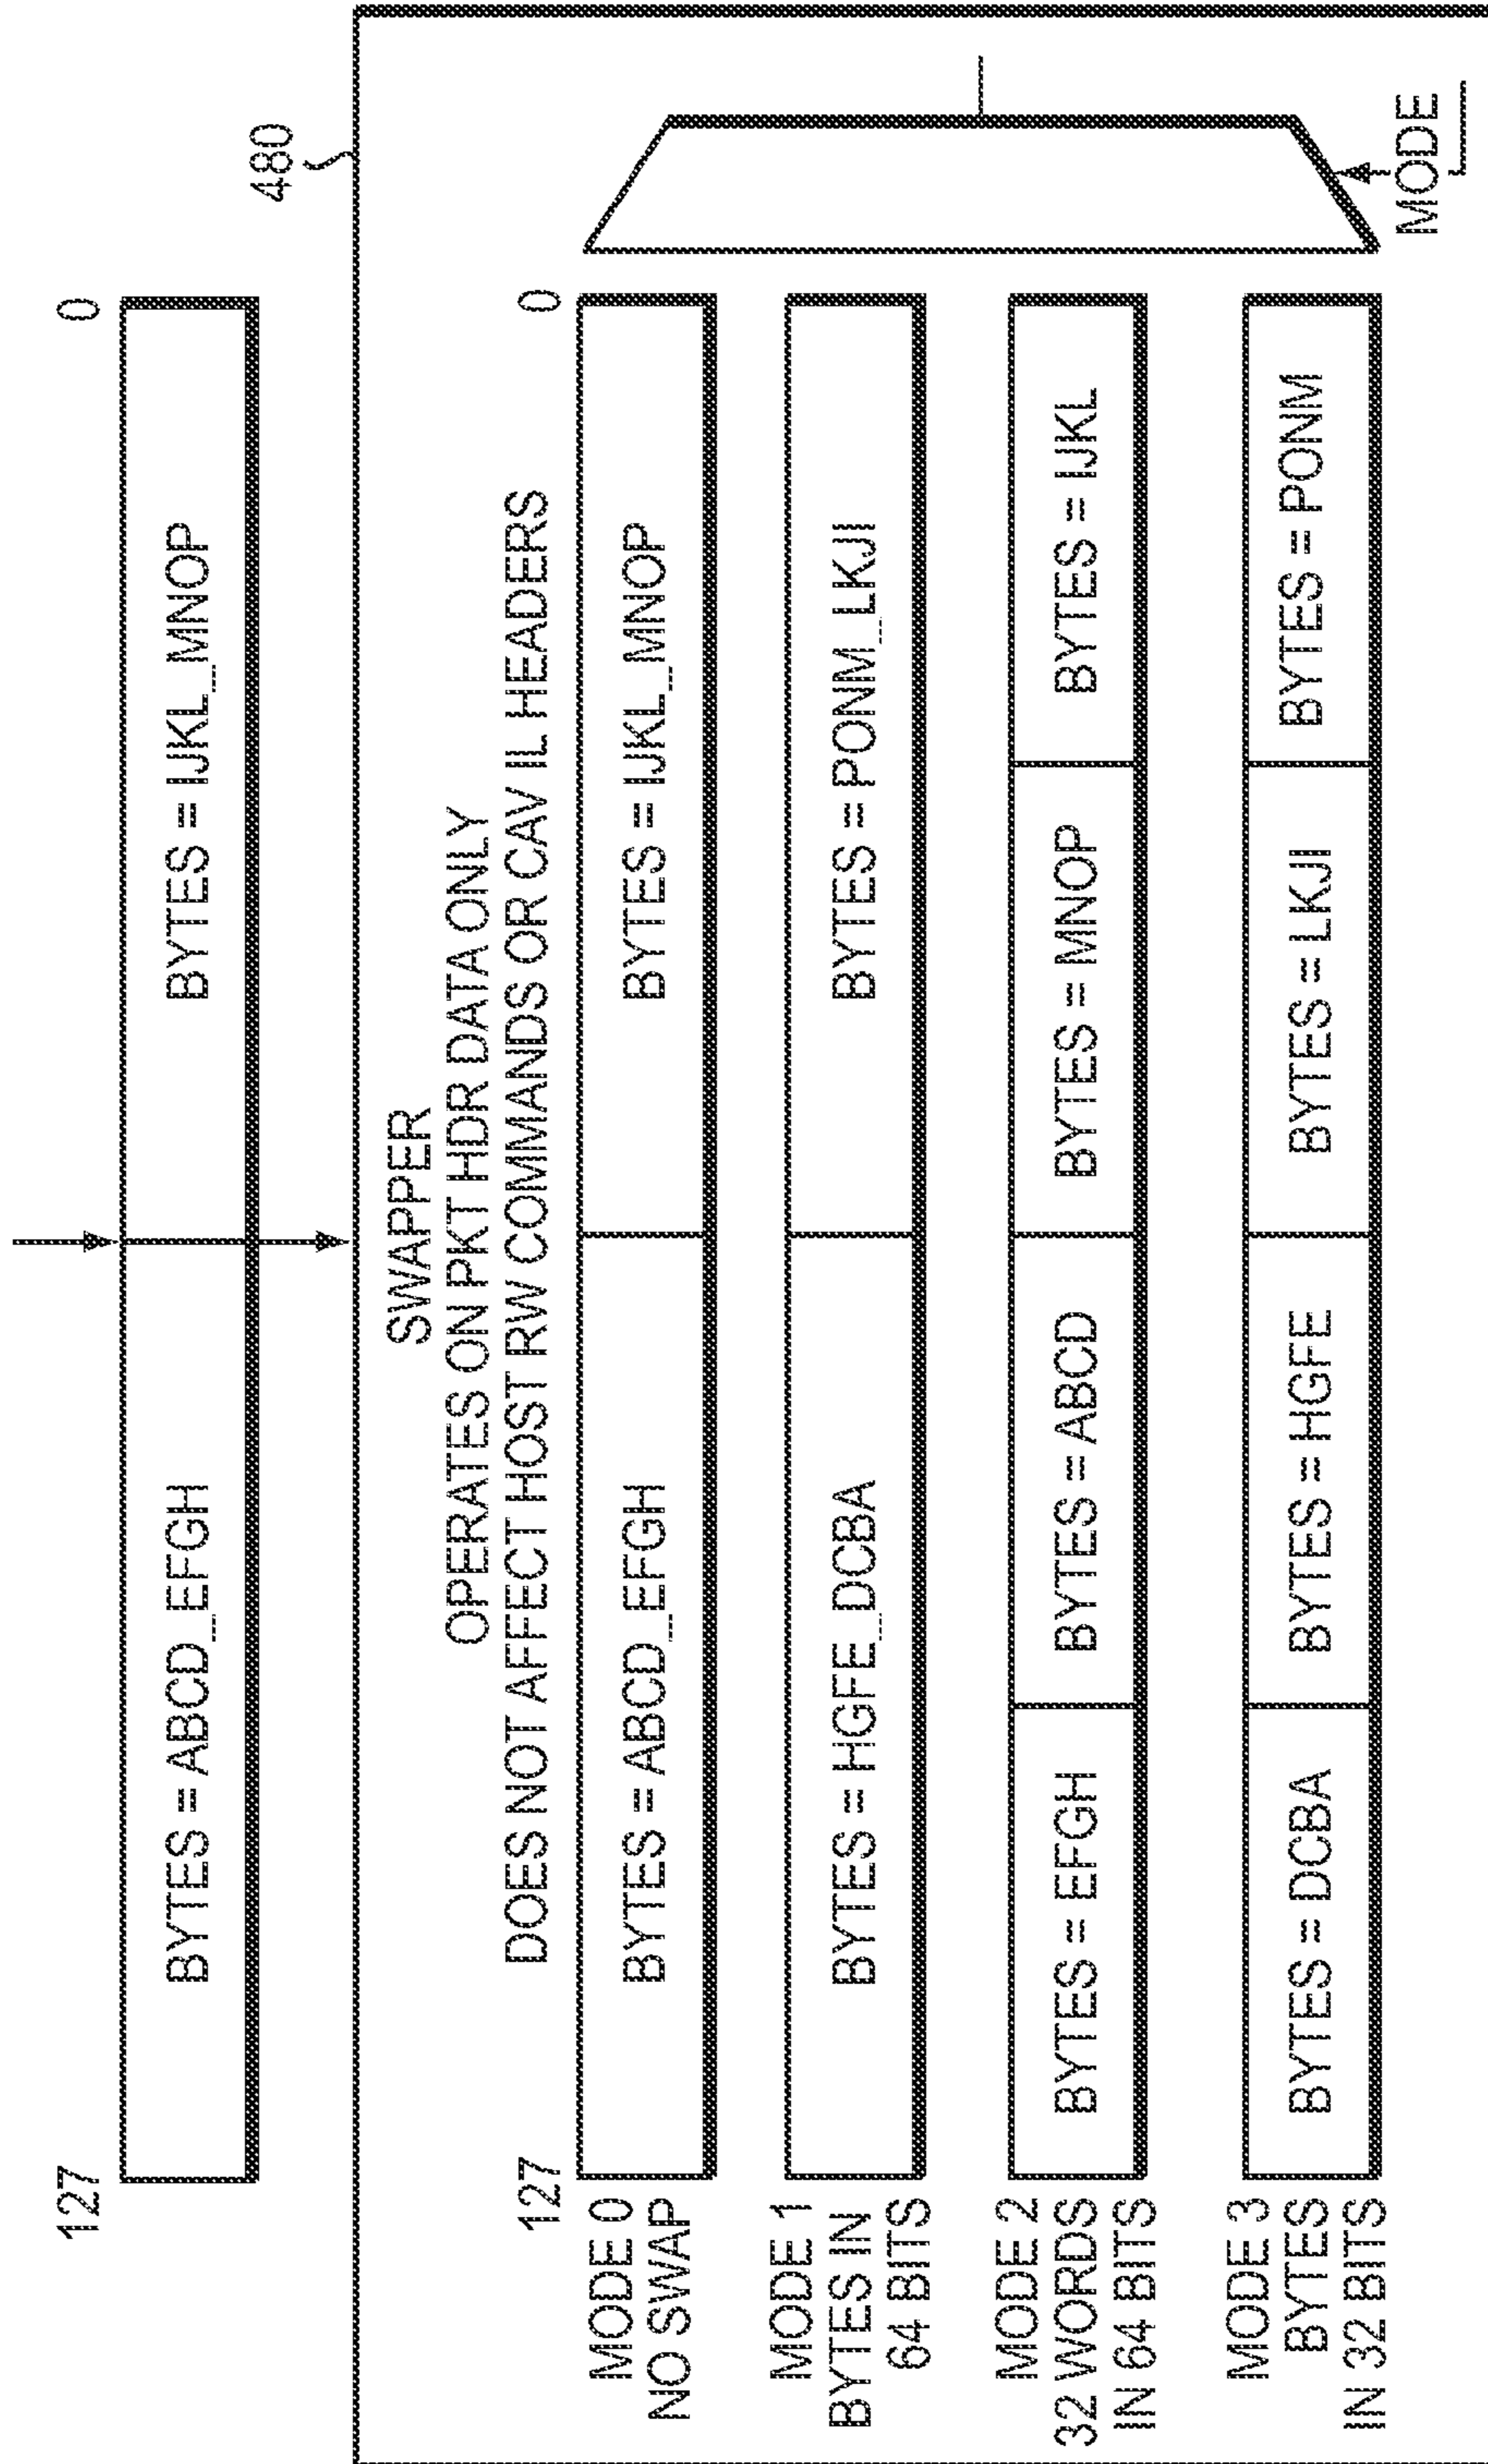 127
0
BYTES = ABCD_EFGH
BYTES = IJKL_MNOP
480
SWAPPER
OPERATES ON PKT HDR DATA ONLY
DOES NOT AFFECT HOST RW COMMANDS OR CAV IL HEADERS
127
0
MODE 0
NO SWAP
BYTES = ABCD_EFGH
BYTES = IJKL_MNOP
MODE 1
BYTES IN
64 BITS
BYTES = HGFE_DCBA
BYTES = PONM_LKJI
MODE 2
32 WORDS
IN 64 BITS
BYTES = EFGH
BYTES = ABCD
BYTES = MNOP
BYTES = IJKL
MODE 3
BYTES
IN 32 BITS
BYTES = DCBA
BYTES = HGFE
BYTES = LKJI
BYTES = PONM
MODE